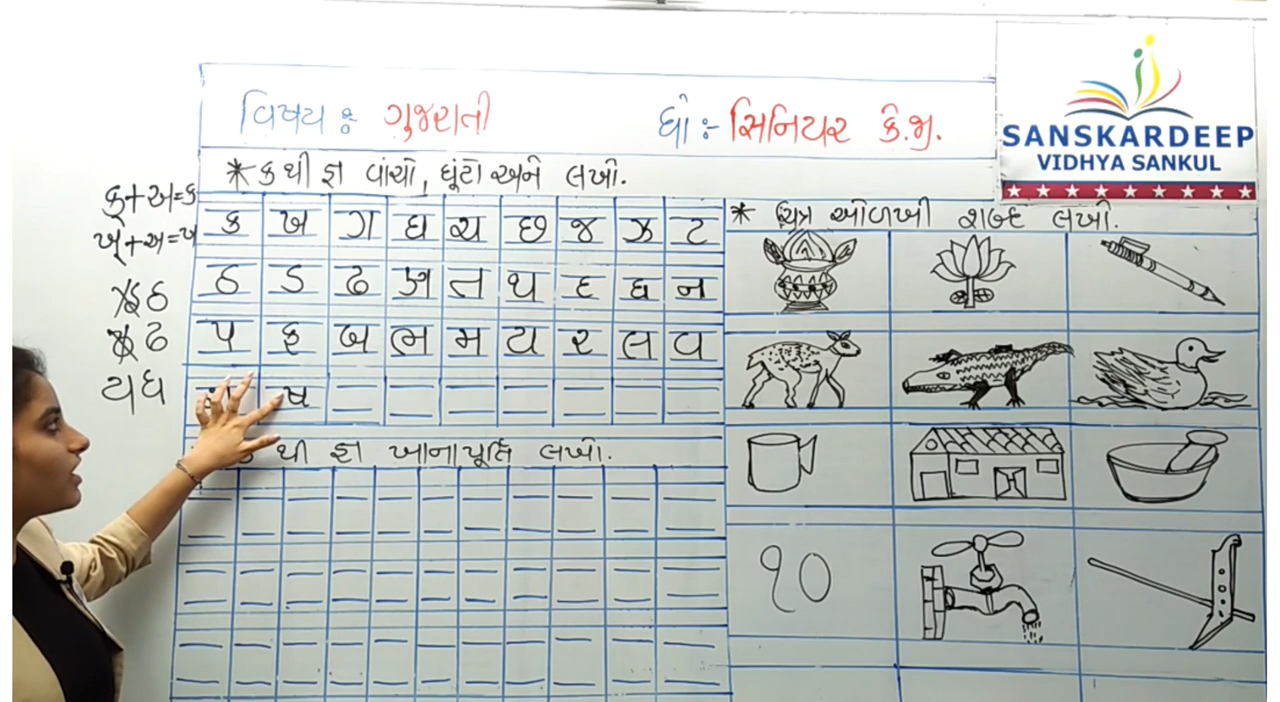 વિષય : ગુજરાતી
ધો :- સિનિયર કે.જી.
SANSKARDEEP
VIDHYA SANKUL
* ક થી જ્ઞ વાંચો, ઘૂંટો અને લખો.
ક્ + અ = ક
ખ્ + અ = ખ
ઠ
ઢ
ય ધ
ક ખ ગ ઘ ચ છ જ ઝ ટ
ઠ ડ ઢ ણ ત થ દ ધ ન
પ ફ બ ભ મ ય ર લ વ
ષ
થી જ્ઞ ખાનાપૂર્તિ લખો.
* ચિત્ર ઓળખી શબ્દ લખો.
૧૦